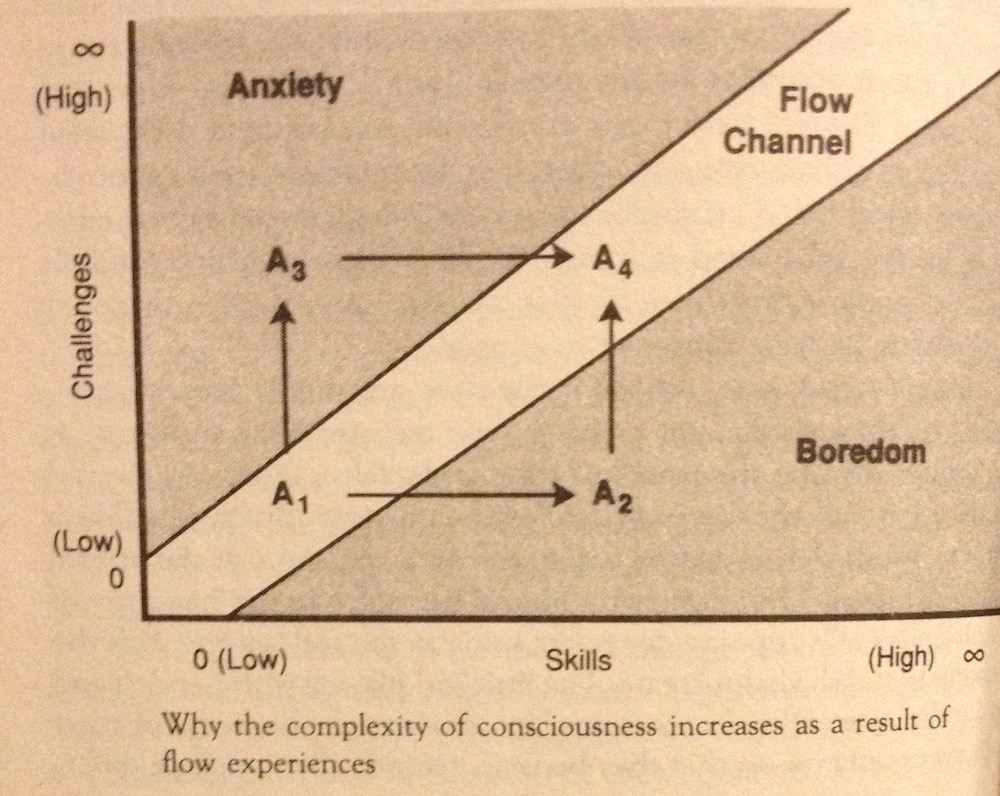 ∞
(High)
Anxiety
Flow
Channel
Challenges
A₃
A₄
A₁
A₂
Boredom
(Low)
0
0 (Low)
Skills
(High) ∞
Why the complexity of consciousness increases as a result of
flow experiences